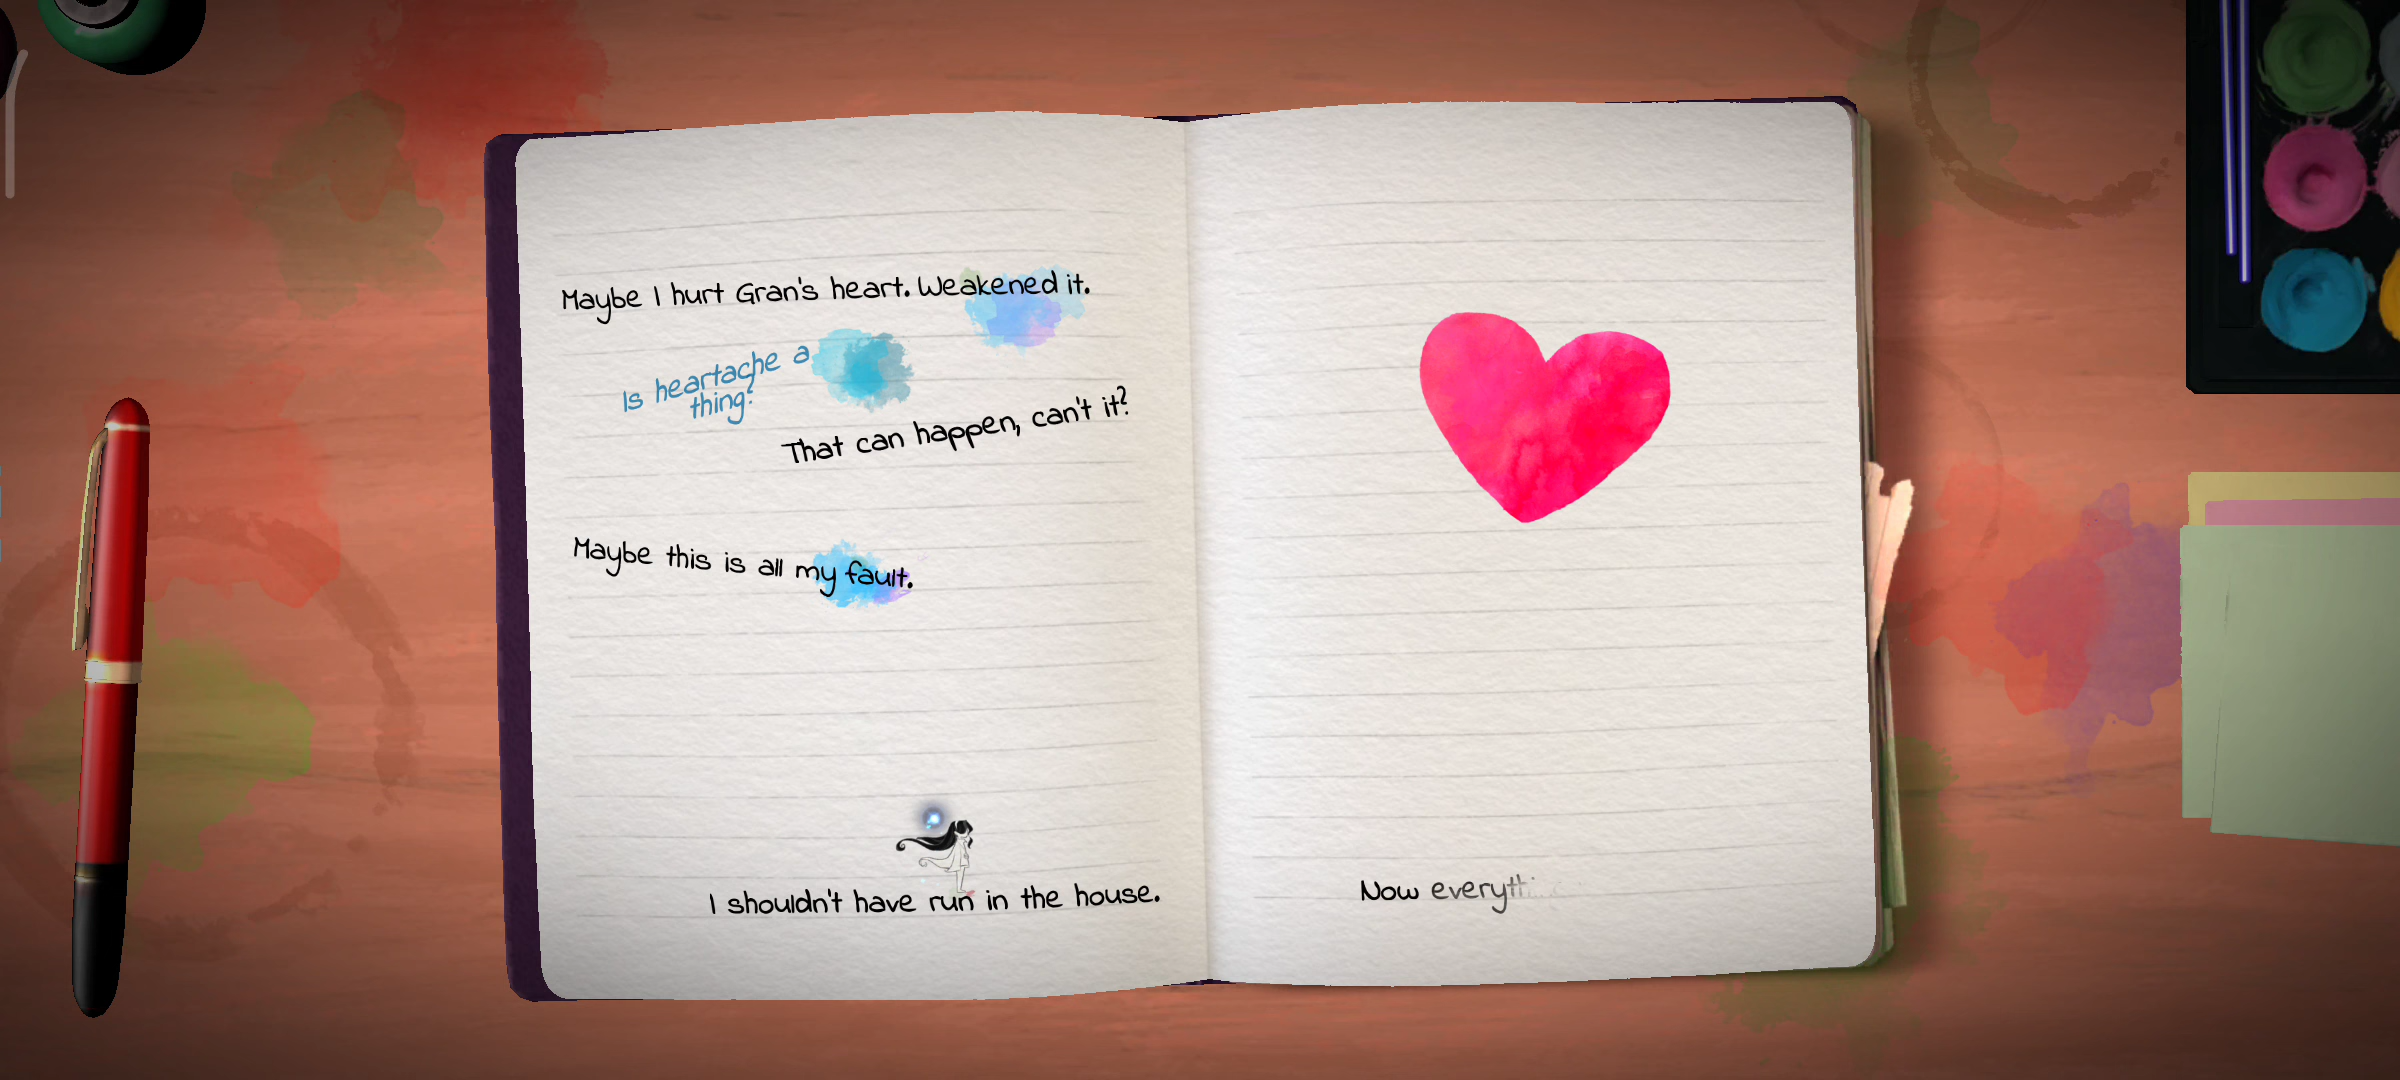 Maybe I hurt Gran's heart. Weakened it.
Is heartache a
thing?
That can happen, can't it?
Maybe this is all my fault.
I shouldn't have run in the house.
Now